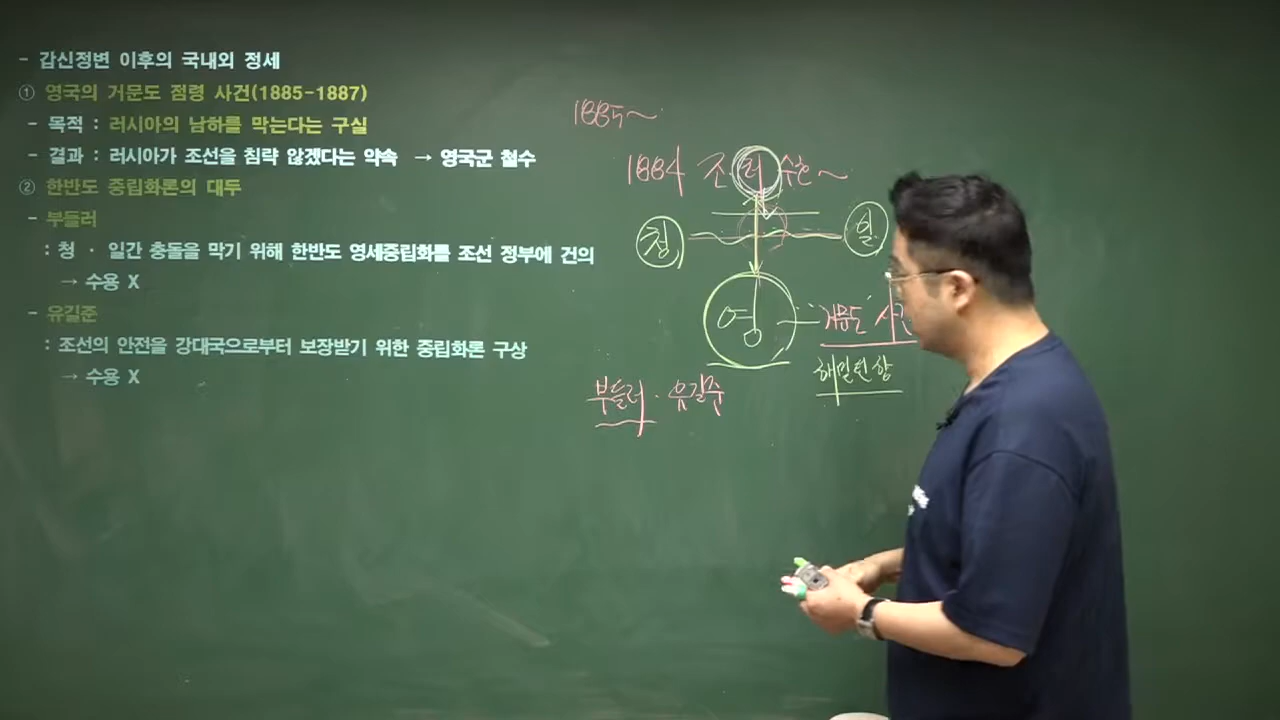 - 갑신정변 이후의 국내외 정세
① 영국의 거문도 점령 사건(1885-1887)
- 목적 : 러시아의 남하를 막는다는 구실
- 결과 : 러시아가 조선을 침략 않겠다는 약속 → 영국군 철수
② 한반도 중립화론의 대두
- 부들러
: 청 · 일간 충돌을 막기 위해 한반도 영세중립화를 조선 정부에 건의
→ 수용 X
- 유길준
: 조선의 안전을 강대국으로부터 보장받기 위한 중립화론 구상
→ 수용 X
1885~
1884 조·러 수호~
청 일
영
거문도 사건
해밀턴 항
부들러 · 유길준